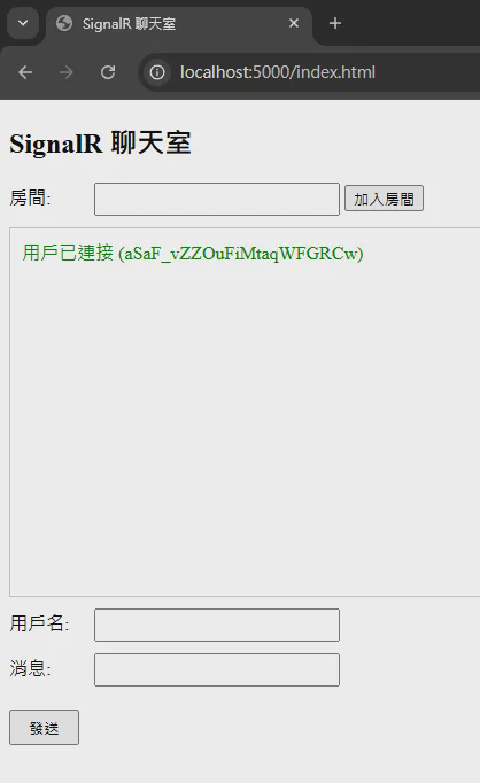 SignalR 聊天室
localhost:5000/index.html
SignalR 聊天室
房間: 加入房間
用戶已連接 (aSaF_vZZOuFiMtaqWFGRCw)
用戶名:
消息:
發送